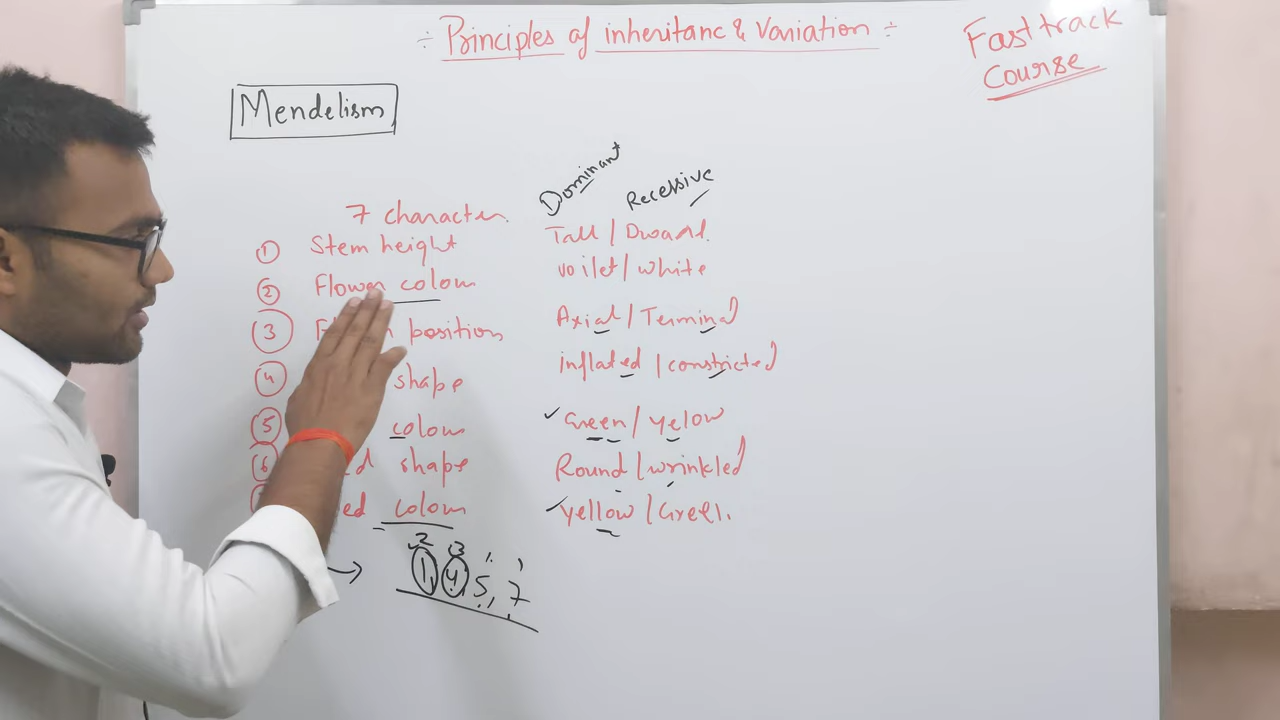 ÷ Principles of inheritanc & Variation ÷
Fast track
Course
Mendelism
Dominant Recessive
7 character
① Stem height Tall / Dwarf
② Flower colour voilet / white
③ position Axial / Terminal
④ shape inflated / constricted
⑤ colour ✓ Green / yelow
⑥ shape Round / wrinkled
colour ✓ yellow / Green.
2 3
→ 1, 4, 5, 7